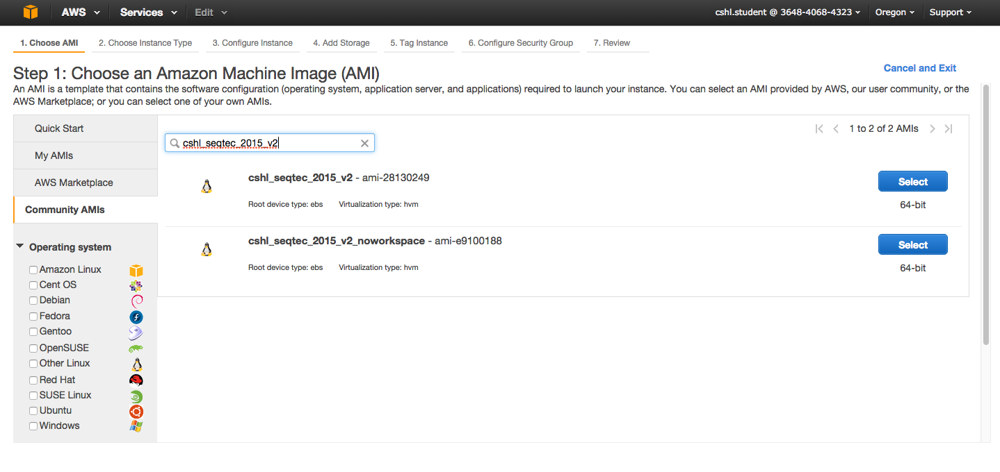 AWS Services Edit cshl.student @ 3648-4068-4323 Oregon Support
1. Choose AMI 2. Choose Instance Type 3. Configure Instance 4. Add Storage 5. Tag Instance 6. Configure Security Group 7. Review
Step 1: Choose an Amazon Machine Image (AMI)
Cancel and Exit
An AMI is a template that contains the software configuration (operating system, application server, and applications) required to launch your instance. You can select an AMI provided by AWS, our user community, or the
AWS Marketplace; or you can select one of your own AMIs.
Quick Start
My AMIs
AWS Marketplace
Community AMIs
Operating system
Amazon Linux
Cent OS
Debian
Fedora
Gentoo
OpenSUSE
Other Linux
Red Hat
SUSE Linux
Ubuntu
Windows
1 to 2 of 2 AMIs
cshl_seqtec_2015_v2
cshl_seqtec_2015_v2 - ami-28130249
Select
Root device type: ebs Virtualization type: hvm
64-bit
cshl_seqtec_2015_v2_noworkspace - ami-e9100188
Select
Root device type: ebs Virtualization type: hvm
64-bit